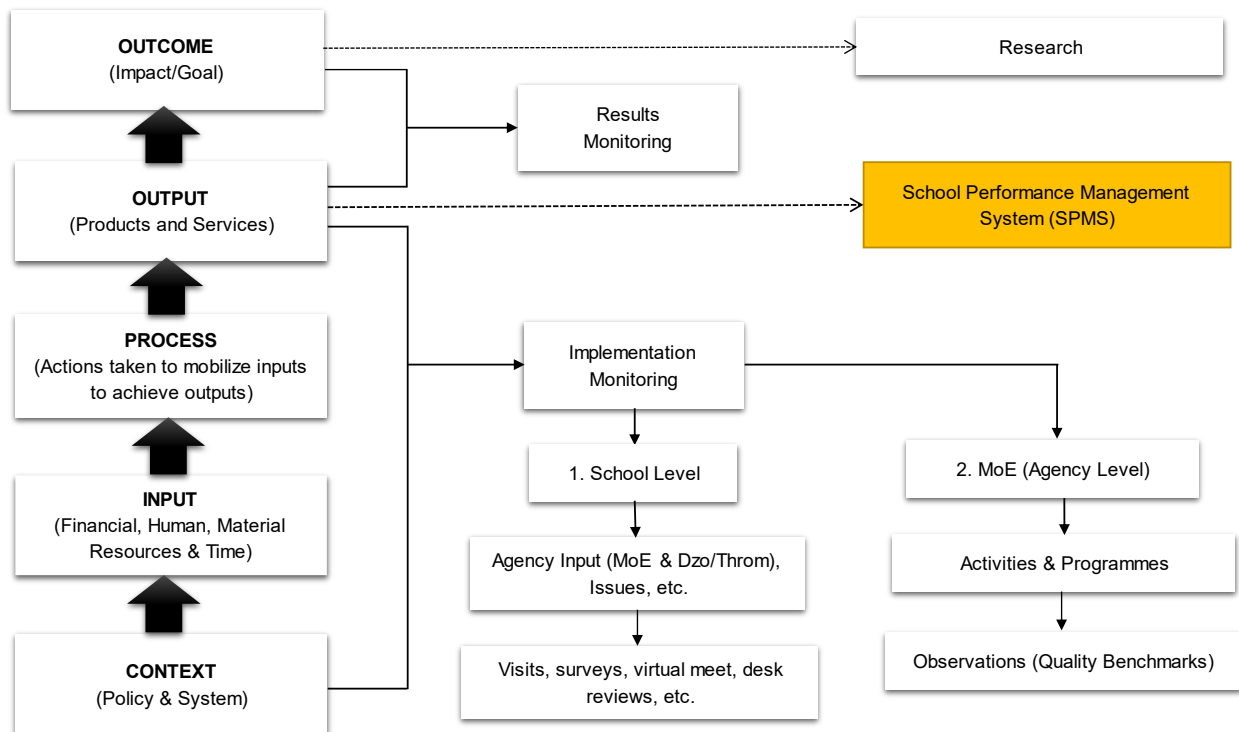 OUTCOME
(Impact/Goal)
Research
Results
Monitoring
OUTPUT
(Products and Services)
School Performance Management
System (SPMS)
PROCESS
(Actions taken to mobilize inputs
to achieve outputs)
Implementation
Monitoring
1. School Level
2. MoE (Agency Level)
INPUT
(Financial, Human, Material
Resources & Time)
Agency Input (MoE & Dzo/Throm),
Issues, etc.
Activities & Programmes
CONTEXT
(Policy & System)
Visits, surveys, virtual meet, desk
reviews, etc.
Observations (Quality Benchmarks)